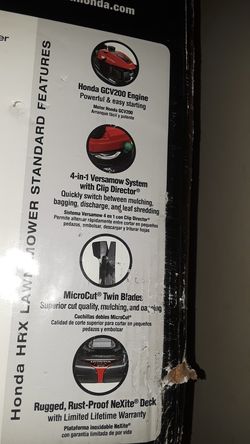 honda.com
Honda HRX LAWN MOWER STANDARD FEATURES
Honda GCV200 Engine
Powerful & easy starting
Motor Honda GCV200
Arranque fácil y potente
4-in-1 Versamow System
with Clip Director®
Quickly switch between mulching,
bagging, discharge, and leaf shredding
Sistema Versamow 4 en 1 con Clip Director®
Permite alternar rápidamente entre corte en pequeños
pedazos, embolsar, descargar y triturar hojas
MicroCut® Twin Blades
Superior cut quality, mulching, and bagging
Cuchillas dobles MicroCut®
Calidad de corte superior para cortar en pequeños
pedazos y embolsar
Rugged, Rust-Proof NeXite® Deck
with Limited Lifetime Warranty
Plataforma inoxidable NeXite®
con garantía limitada de por vida